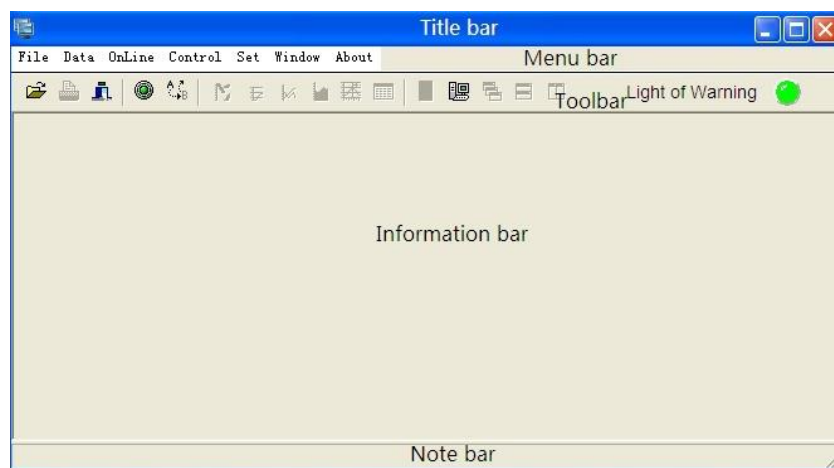 Title bar
File Data OnLine Control Set Window About Menu bar
Toolbar Light of Warning
Information bar
Note bar